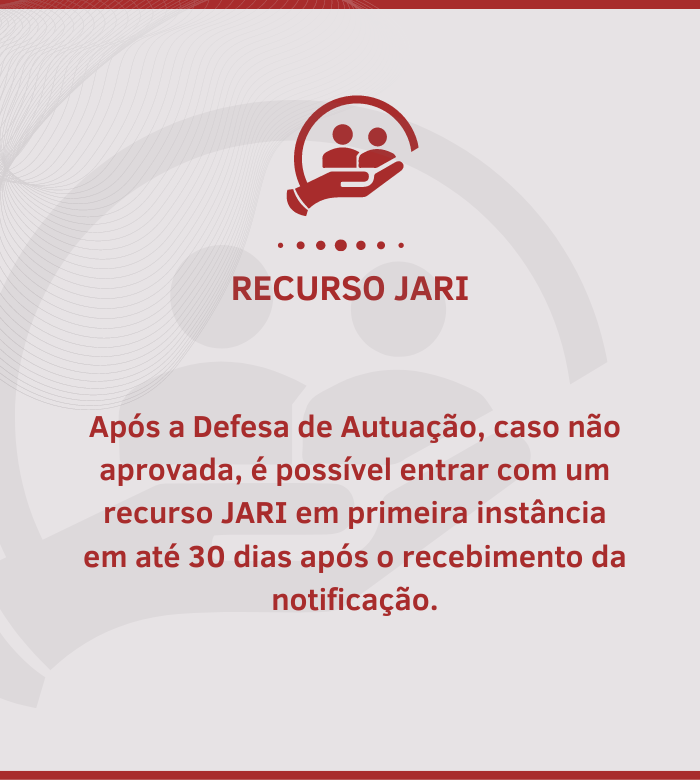 RECURSO JARI
Após a Defesa de Autuação, caso não
aprovada, é possível entrar com um
recurso JARI em primeira instância
em até 30 dias após o recebimento da
notificação.